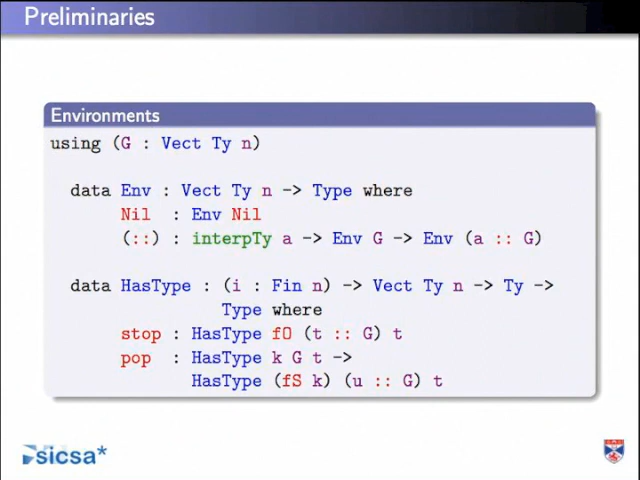 Preliminaries
Environments
using (G : Vect Ty n)
data Env : Vect Ty n -> Type where
Nil : Env Nil
(::) : interpTy a -> Env G -> Env (a :: G)
data HasType : (i : Fin n) -> Vect Ty n -> Ty ->
Type where
stop : HasType fO (t :: G) t
pop : HasType k G t ->
HasType (fS k) (u :: G) t
sicsa*